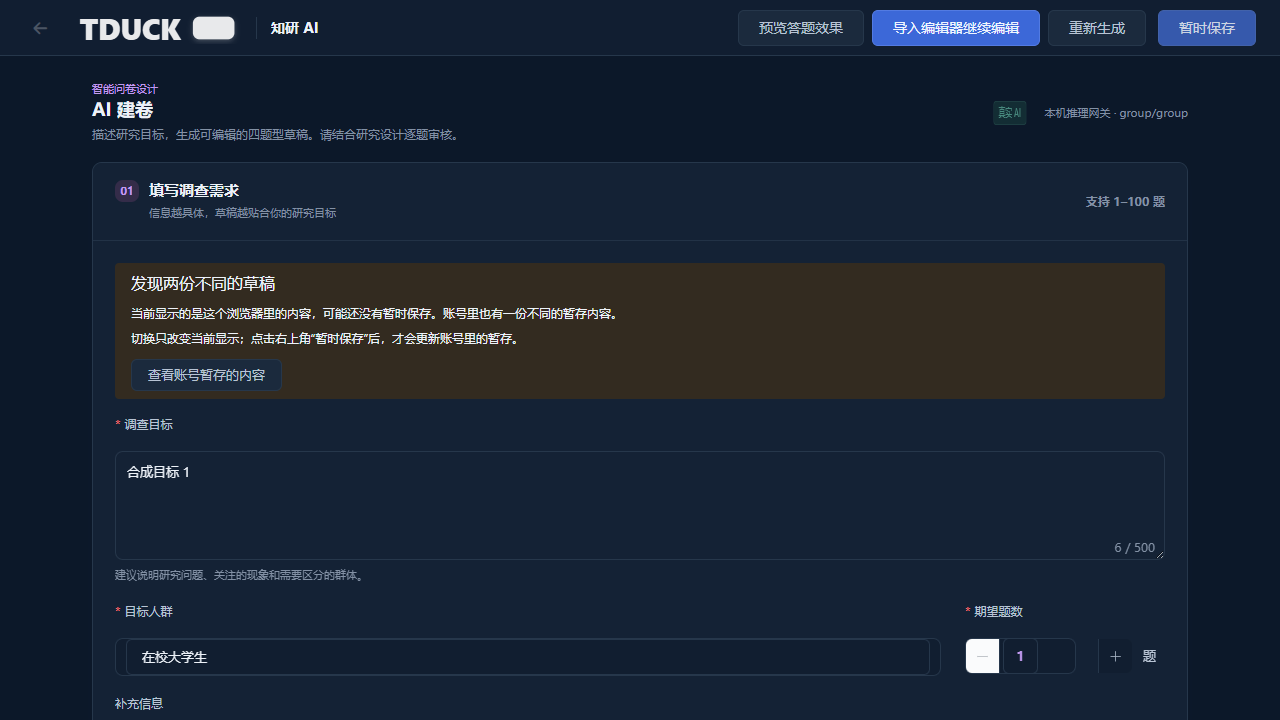 TDUCK
知研 AI
预览答题效果
导入编辑器继续编辑
重新生成
暂时保存
智能问卷设计
AI 建卷
描述研究目标，生成可编辑的四题型草稿。请结合研究设计逐题审核。
真实 AI
本机推理网关 · group/group
01
填写调查需求
信息越具体，草稿越贴合你的研究目标
支持 1–100 题
发现两份不同的草稿
当前显示的是这个浏览器里的内容，可能还没有暂时保存。账号里也有一份不同的暂存内容。
切换只改变当前显示；点击右上角“暂时保存”后，才会更新账号里的暂存。
查看账号暂存的内容
* 调查目标
合成目标 1
6 / 500
建议说明研究问题、关注的现象和需要区分的群体。
* 目标人群
* 期望题数
在校大学生
1
题
补充信息